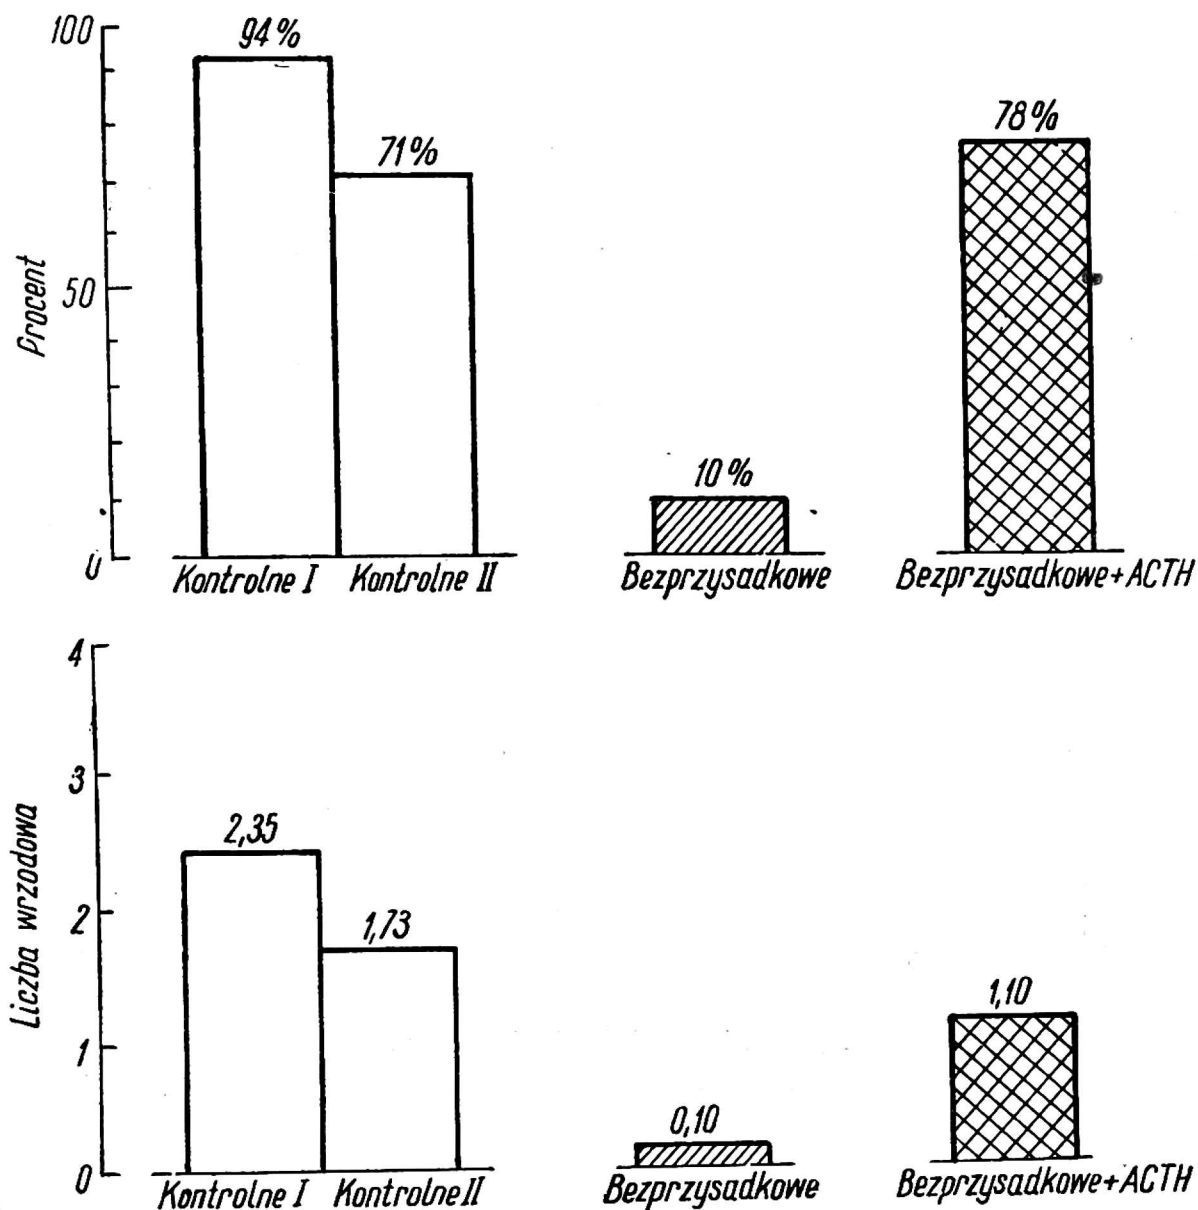 100
94%
71%
78%
Procent
50
10%
0
Kontrolne I
Kontrolne II
Bezprzysadkowe
Bezprzysadkowe+ACTH
4
3
Liczba wrzodowa
2,35
2
1,73
1,10
1
0,10
0
Kontrolne I
Kontrolne II
Bezprzysadkowe
Bezprzysadkowe+ACTH